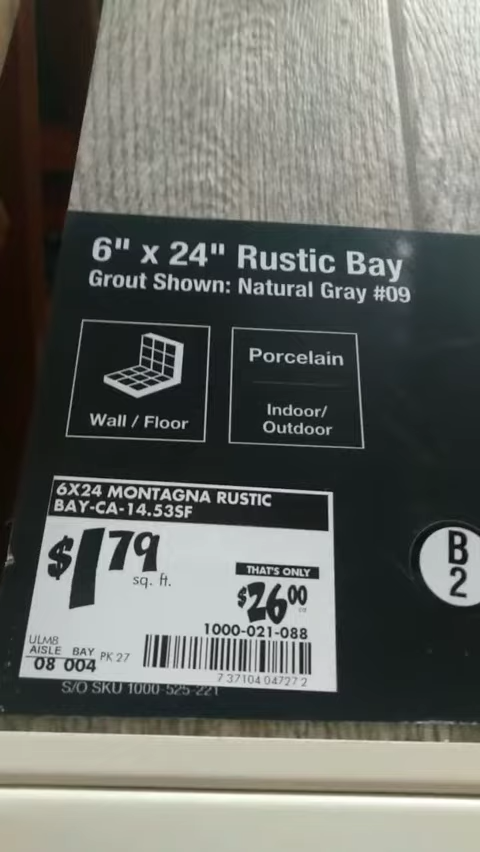 6" x 24" Rustic Bay
Grout Shown: Natural Gray #09
Wall / Floor
Porcelain
Indoor/
Outdoor
6X24 MONTAGNA RUSTIC
BAY-CA-14.53SF
$1.79
sq. ft.
THAT'S ONLY
$26.00
1000-021-088
ULMB
AISLE BAY PK.27
08 004
7 37104 04727 2
S/O SKU 1000-525-221
B
2